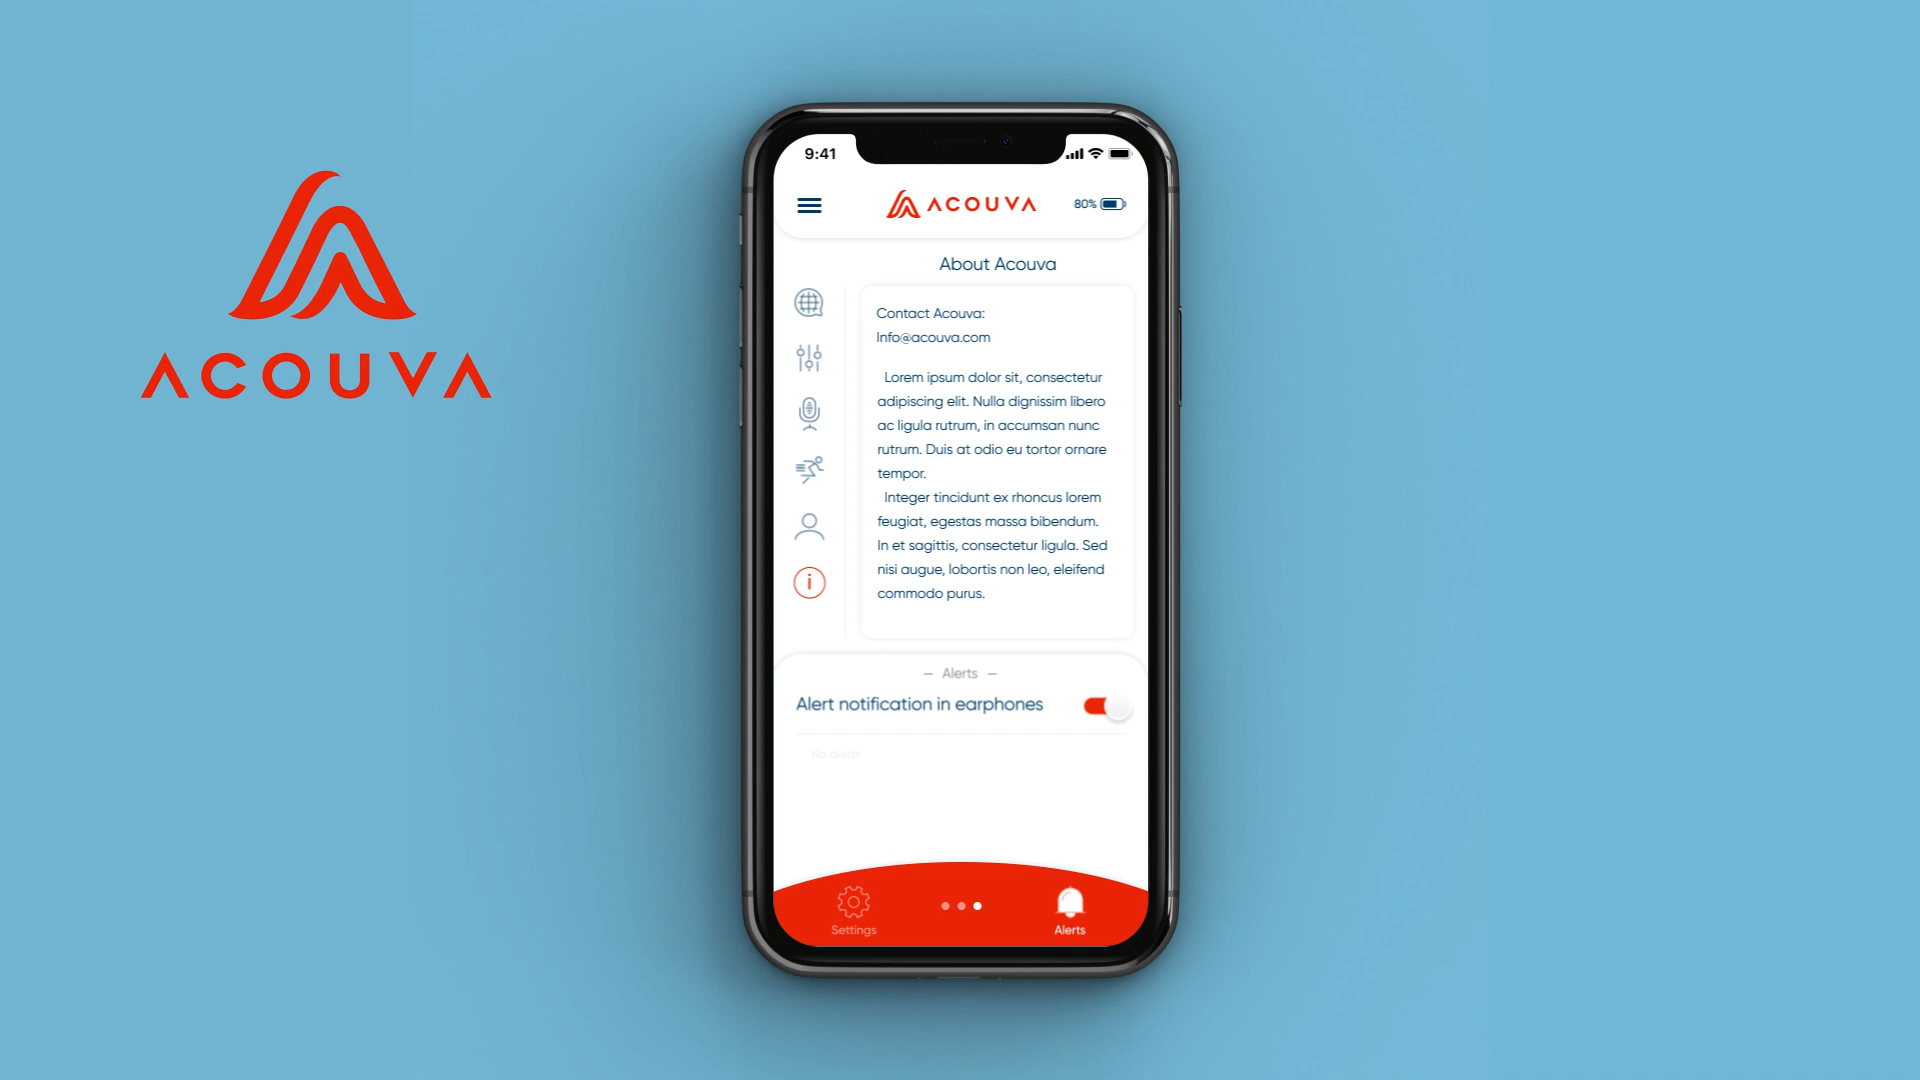 ACOUVA
9:41
ACOUVA
80%
About Acouva
Contact Acouva:
Info@acouva.com
Lorem ipsum dolor sit, consectetur
adipiscing elit. Nulla dignissim libero
ac ligula rutrum, in accumsan nunc
rutrum. Duis at odio eu tortor ornare
tempor.
Integer tincidunt ex rhoncus lorem
feugiat, egestas massa bibendum.
In et sagittis, consectetur ligula. Sed
nisi augue, lobortis non leo, eleifend
commodo purus.
— Alerts —
Alert notification in earphones
No alerts
Settings
Alerts